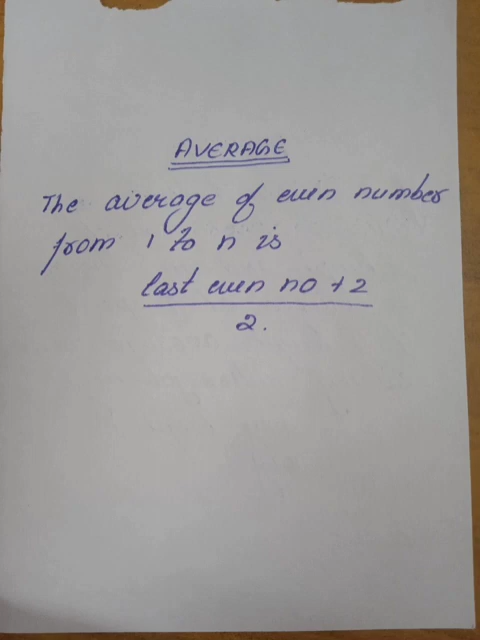 AVERAGE
The average of even number
from 1 to n is
last even no + 2
2.